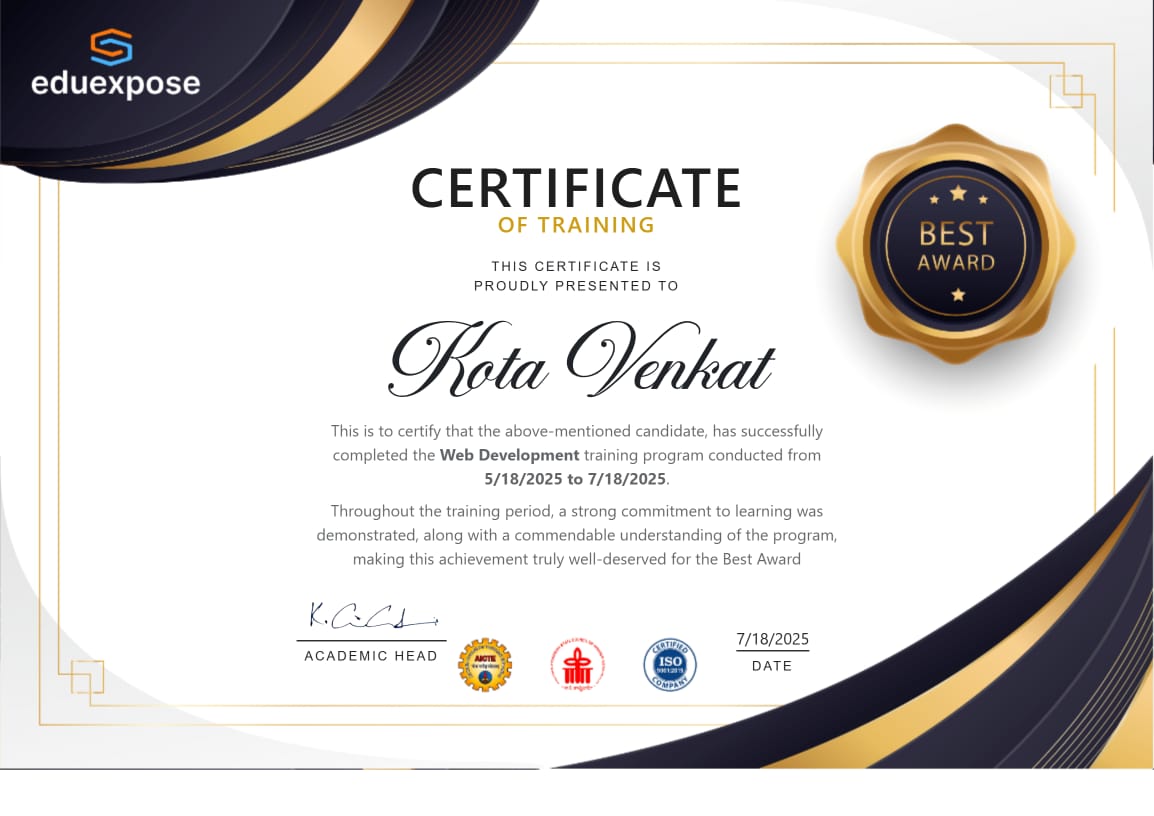 eduexpose
CERTIFICATE
OF TRAINING
THIS CERTIFICATE IS
PROUDLY PRESENTED TO
BEST
AWARD
Kota Venkat
This is to certify that the above-mentioned candidate, has successfully
completed the Web Development training program conducted from
5/18/2025 to 7/18/2025.
Throughout the training period, a strong commitment to learning was
demonstrated, along with a commendable understanding of the program,
making this achievement truly well-deserved for the Best Award
ACADEMIC HEAD
AICTE
CERTIFIED
ISO
9001:2015
COMPANY
7/18/2025
DATE